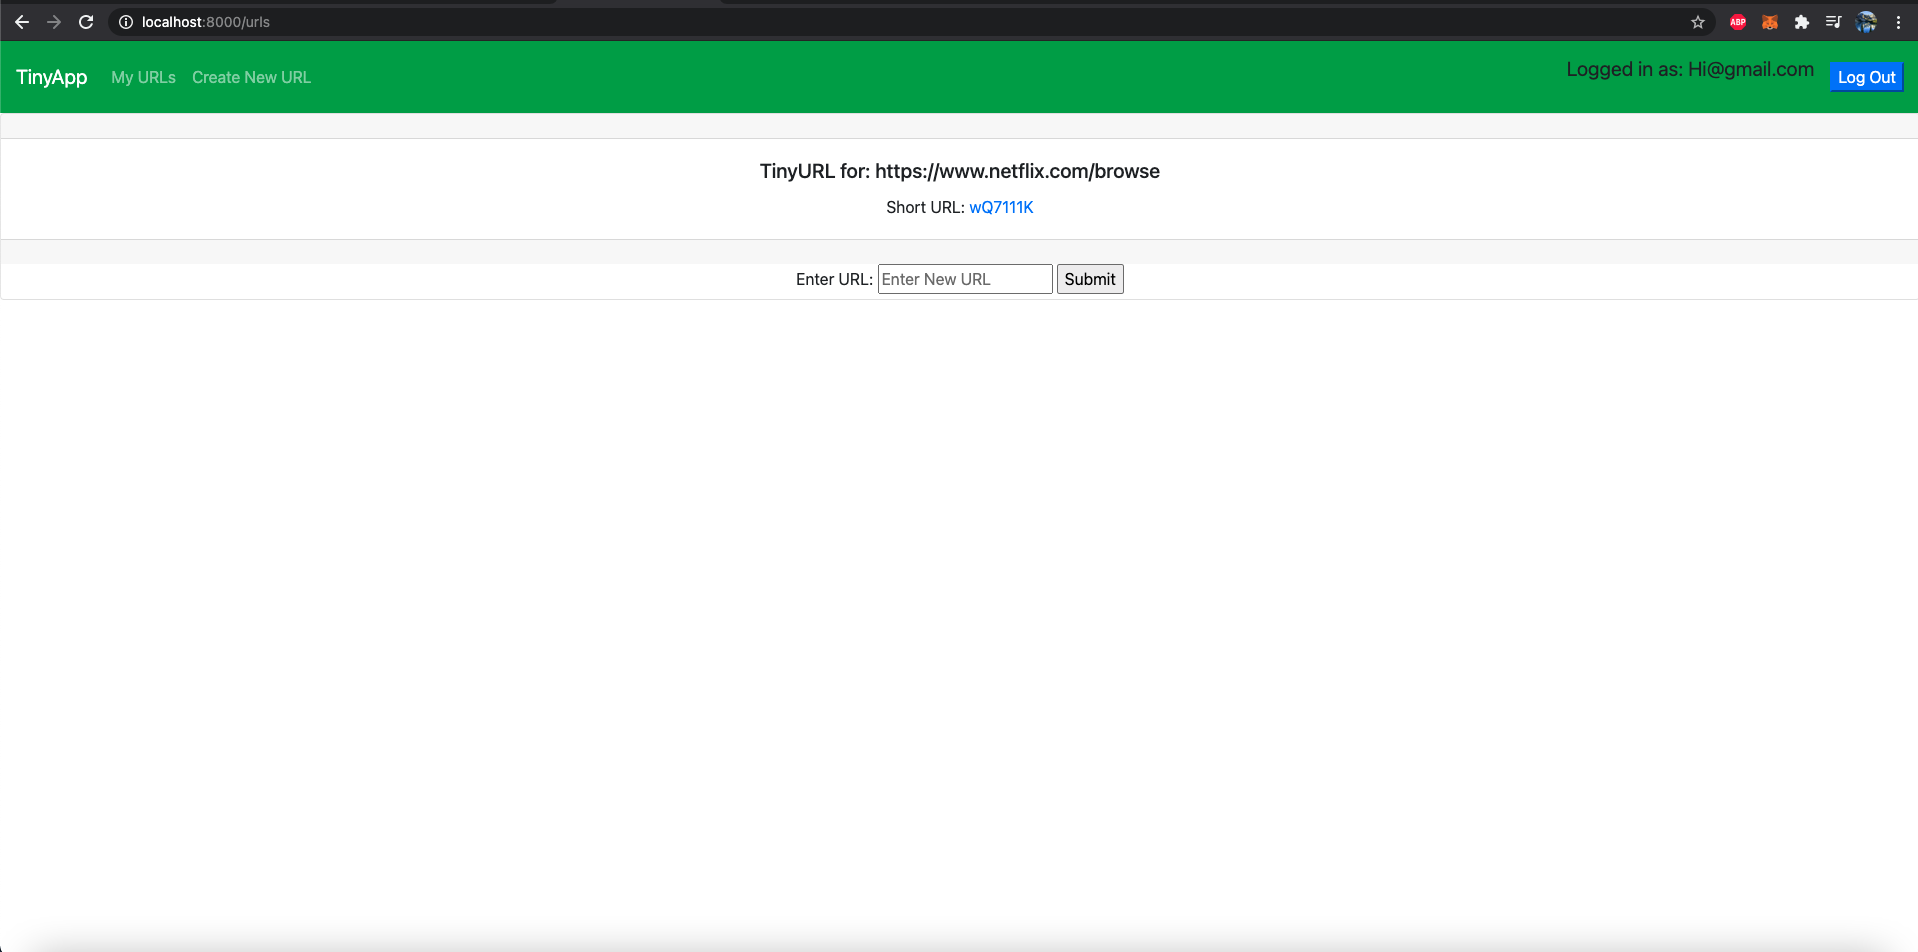 localhost:8000/urls
ABP
TinyApp My URLs Create New URL Logged in as: Hi@gmail.com Log Out
TinyURL for: https://www.netflix.com/browse
Short URL: wQ7111K
Enter URL: Enter New URL Submit